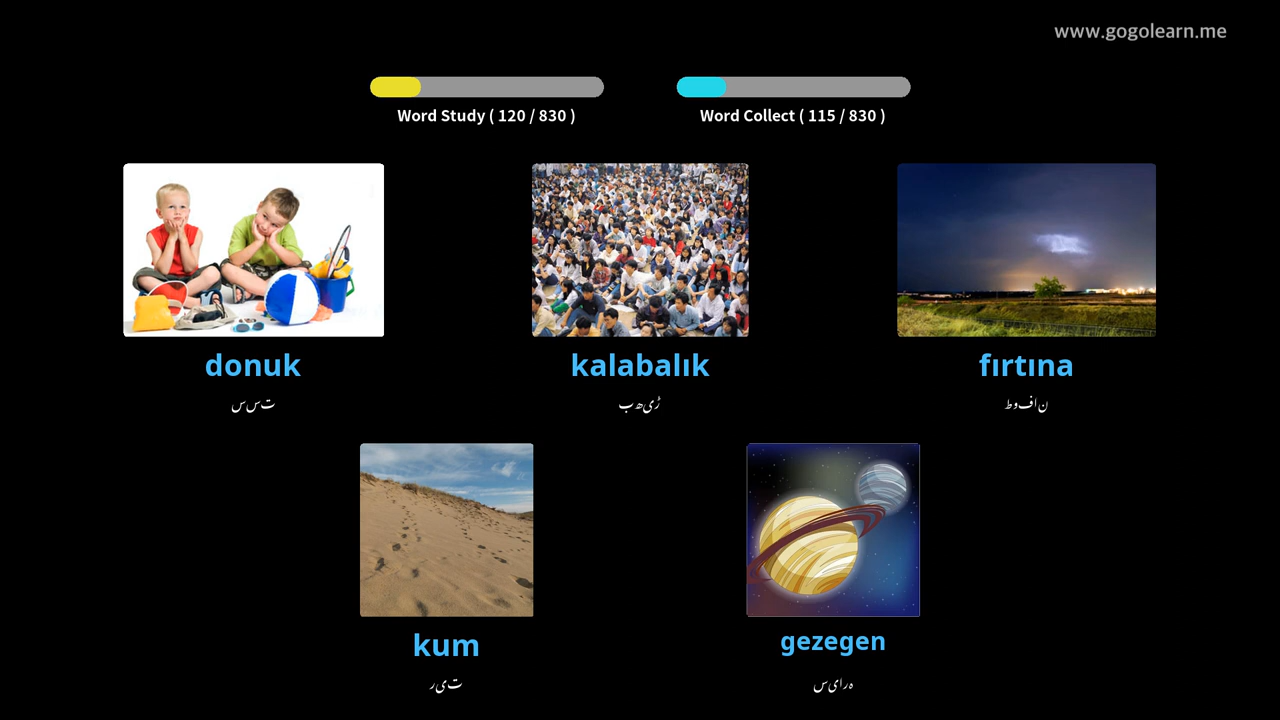 www.gogolearn.me
Word Study ( 120 / 830 )
Word Collect ( 115 / 830 )
donuk
kalabalık
fırtına
سست
بھیڑ
طوفان
kum
gezegen
ریت
سیارہ